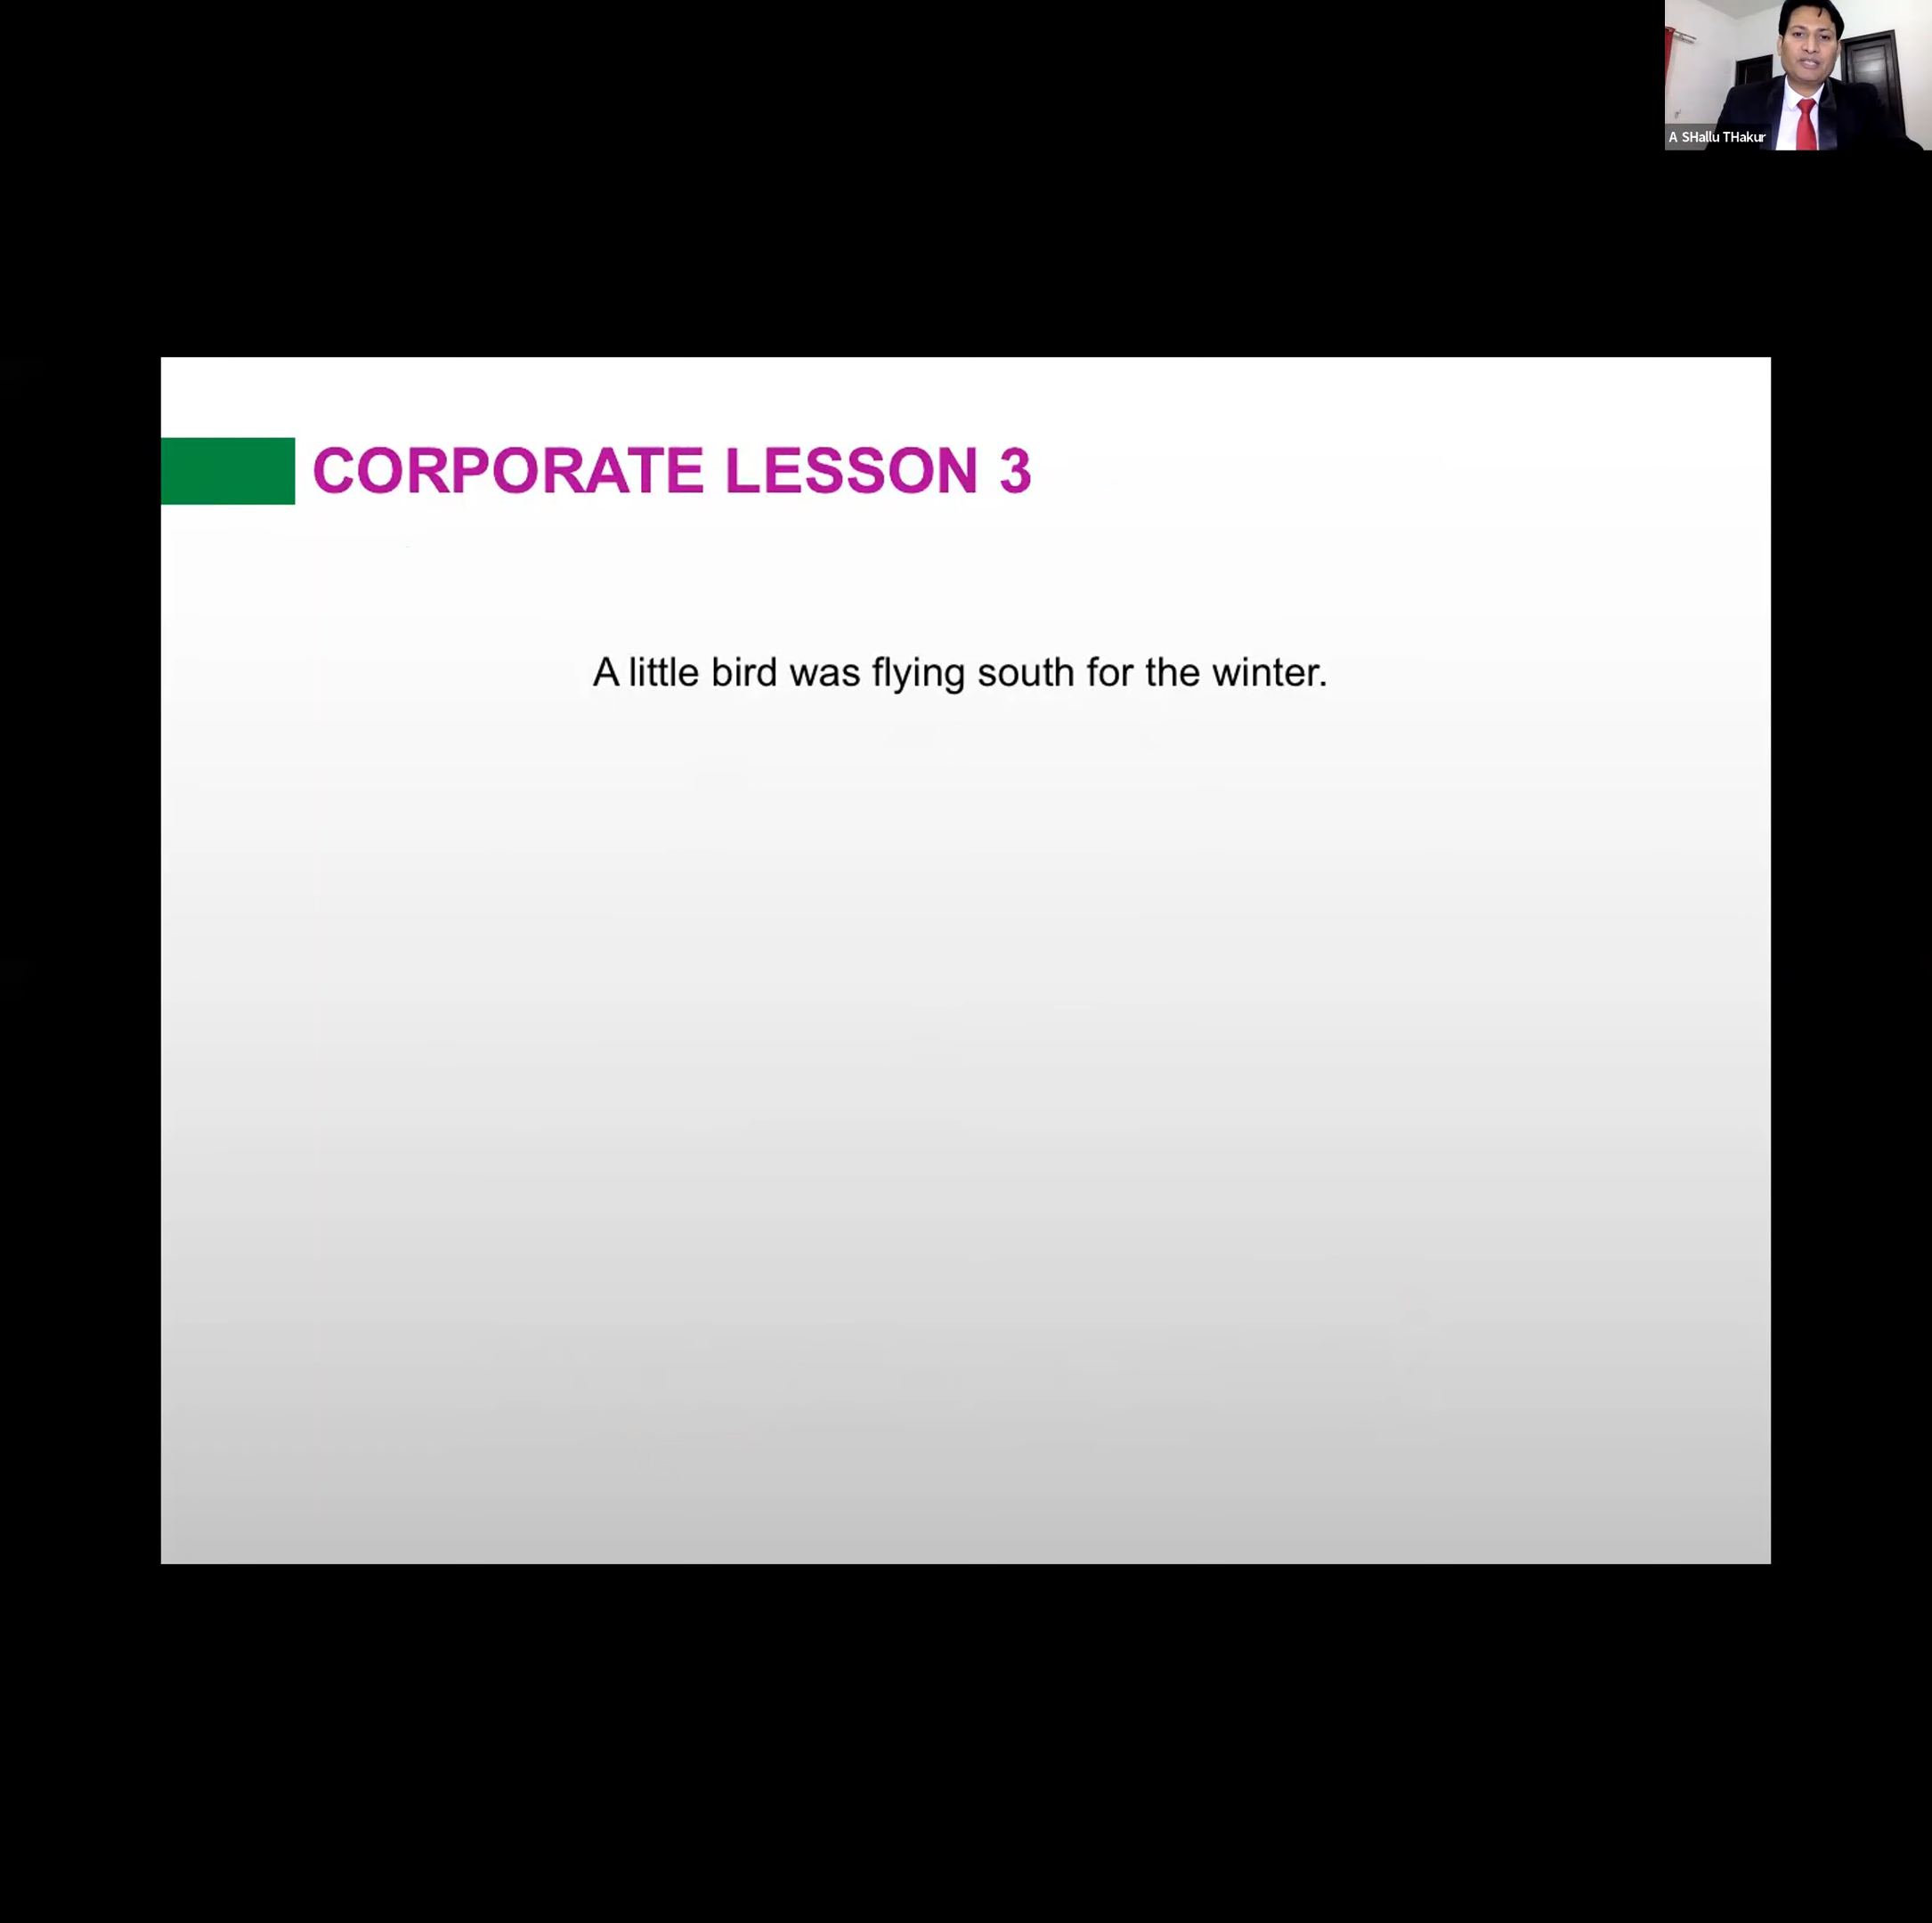 A SHallu THakur
CORPORATE LESSON 3
A little bird was flying south for the winter.